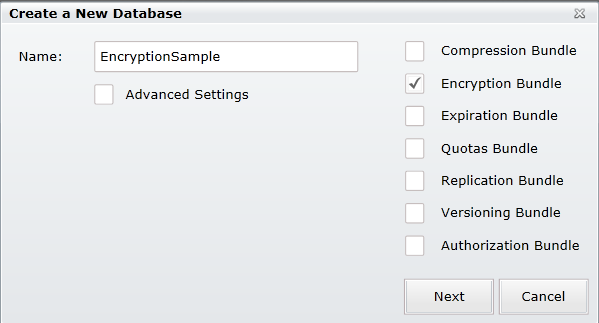 Create a New Database
Name:
EncryptionSample
Advanced Settings
Compression Bundle
Encryption Bundle
Expiration Bundle
Quotas Bundle
Replication Bundle
Versioning Bundle
Authorization Bundle
Next
Cancel